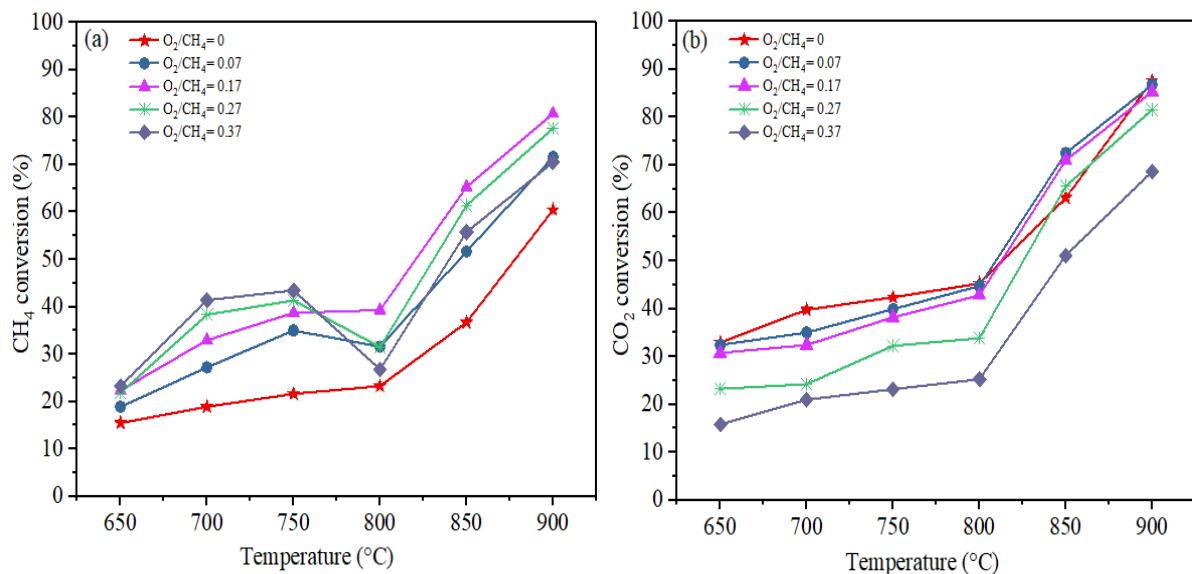 (a)
O₂/CH₄= 0
O₂/CH₄= 0.07
O₂/CH₄= 0.17
O₂/CH₄= 0.27
O₂/CH₄= 0.37
CH₄ conversion (%)
100
90
80
70
60
50
40
30
20
10
0
650 700 750 800 850 900
Temperature (°C)
(b)
O₂/CH₄= 0
O₂/CH₄= 0.07
O₂/CH₄= 0.17
O₂/CH₄= 0.27
O₂/CH₄= 0.37
CO₂ conversion (%)
100
90
80
70
60
50
40
30
20
10
0
650 700 750 800 850 900
Temperature (°C)